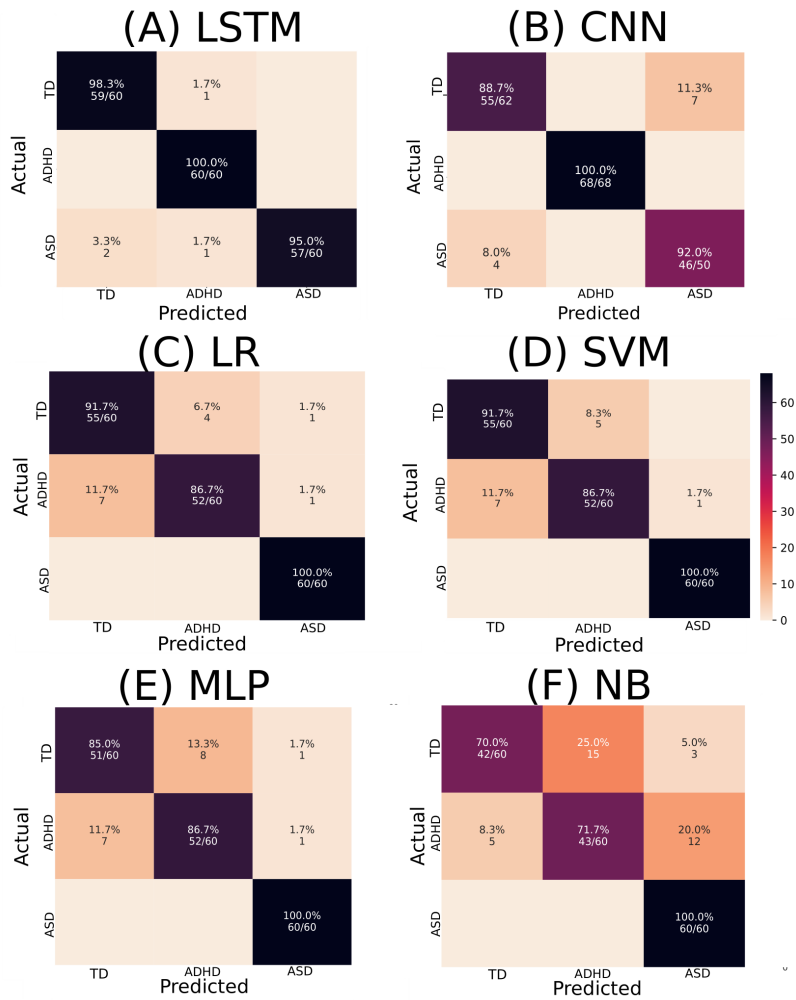 (A) LSTM
TD
98.3%
59/60
1.7%
1
Actual
ADHD
100.0%
60/60
ASD
3.3%
2
1.7%
1
95.0%
57/60
TD
ADHD
ASD
Predicted
(B) CNN
TD
88.7%
55/62
11.3%
7
Actual
ADHD
100.0%
68/68
ASD
8.0%
4
92.0%
46/50
TD
ADHD
ASD
Predicted
(C) LR
TD
91.7%
55/60
6.7%
4
1.7%
1
Actual
ADHD
11.7%
7
86.7%
52/60
1.7%
1
ASD
100.0%
60/60
TD
ADHD
ASD
Predicted
(D) SVM
TD
91.7%
55/60
8.3%
5
Actual
ADHD
11.7%
7
86.7%
52/60
1.7%
1
ASD
100.0%
60/60
TD
ADHD
ASD
Predicted
60
50
40
30
20
10
0
(E) MLP
TD
85.0%
51/60
13.3%
8
1.7%
1
Actual
ADHD
11.7%
7
86.7%
52/60
1.7%
1
ASD
100.0%
60/60
TD
ADHD
ASD
Predicted
(F) NB
TD
70.0%
42/60
25.0%
15
5.0%
3
Actual
ADHD
8.3%
5
71.7%
43/60
20.0%
12
ASD
100.0%
60/60
TD
ADHD
ASD
Predicted